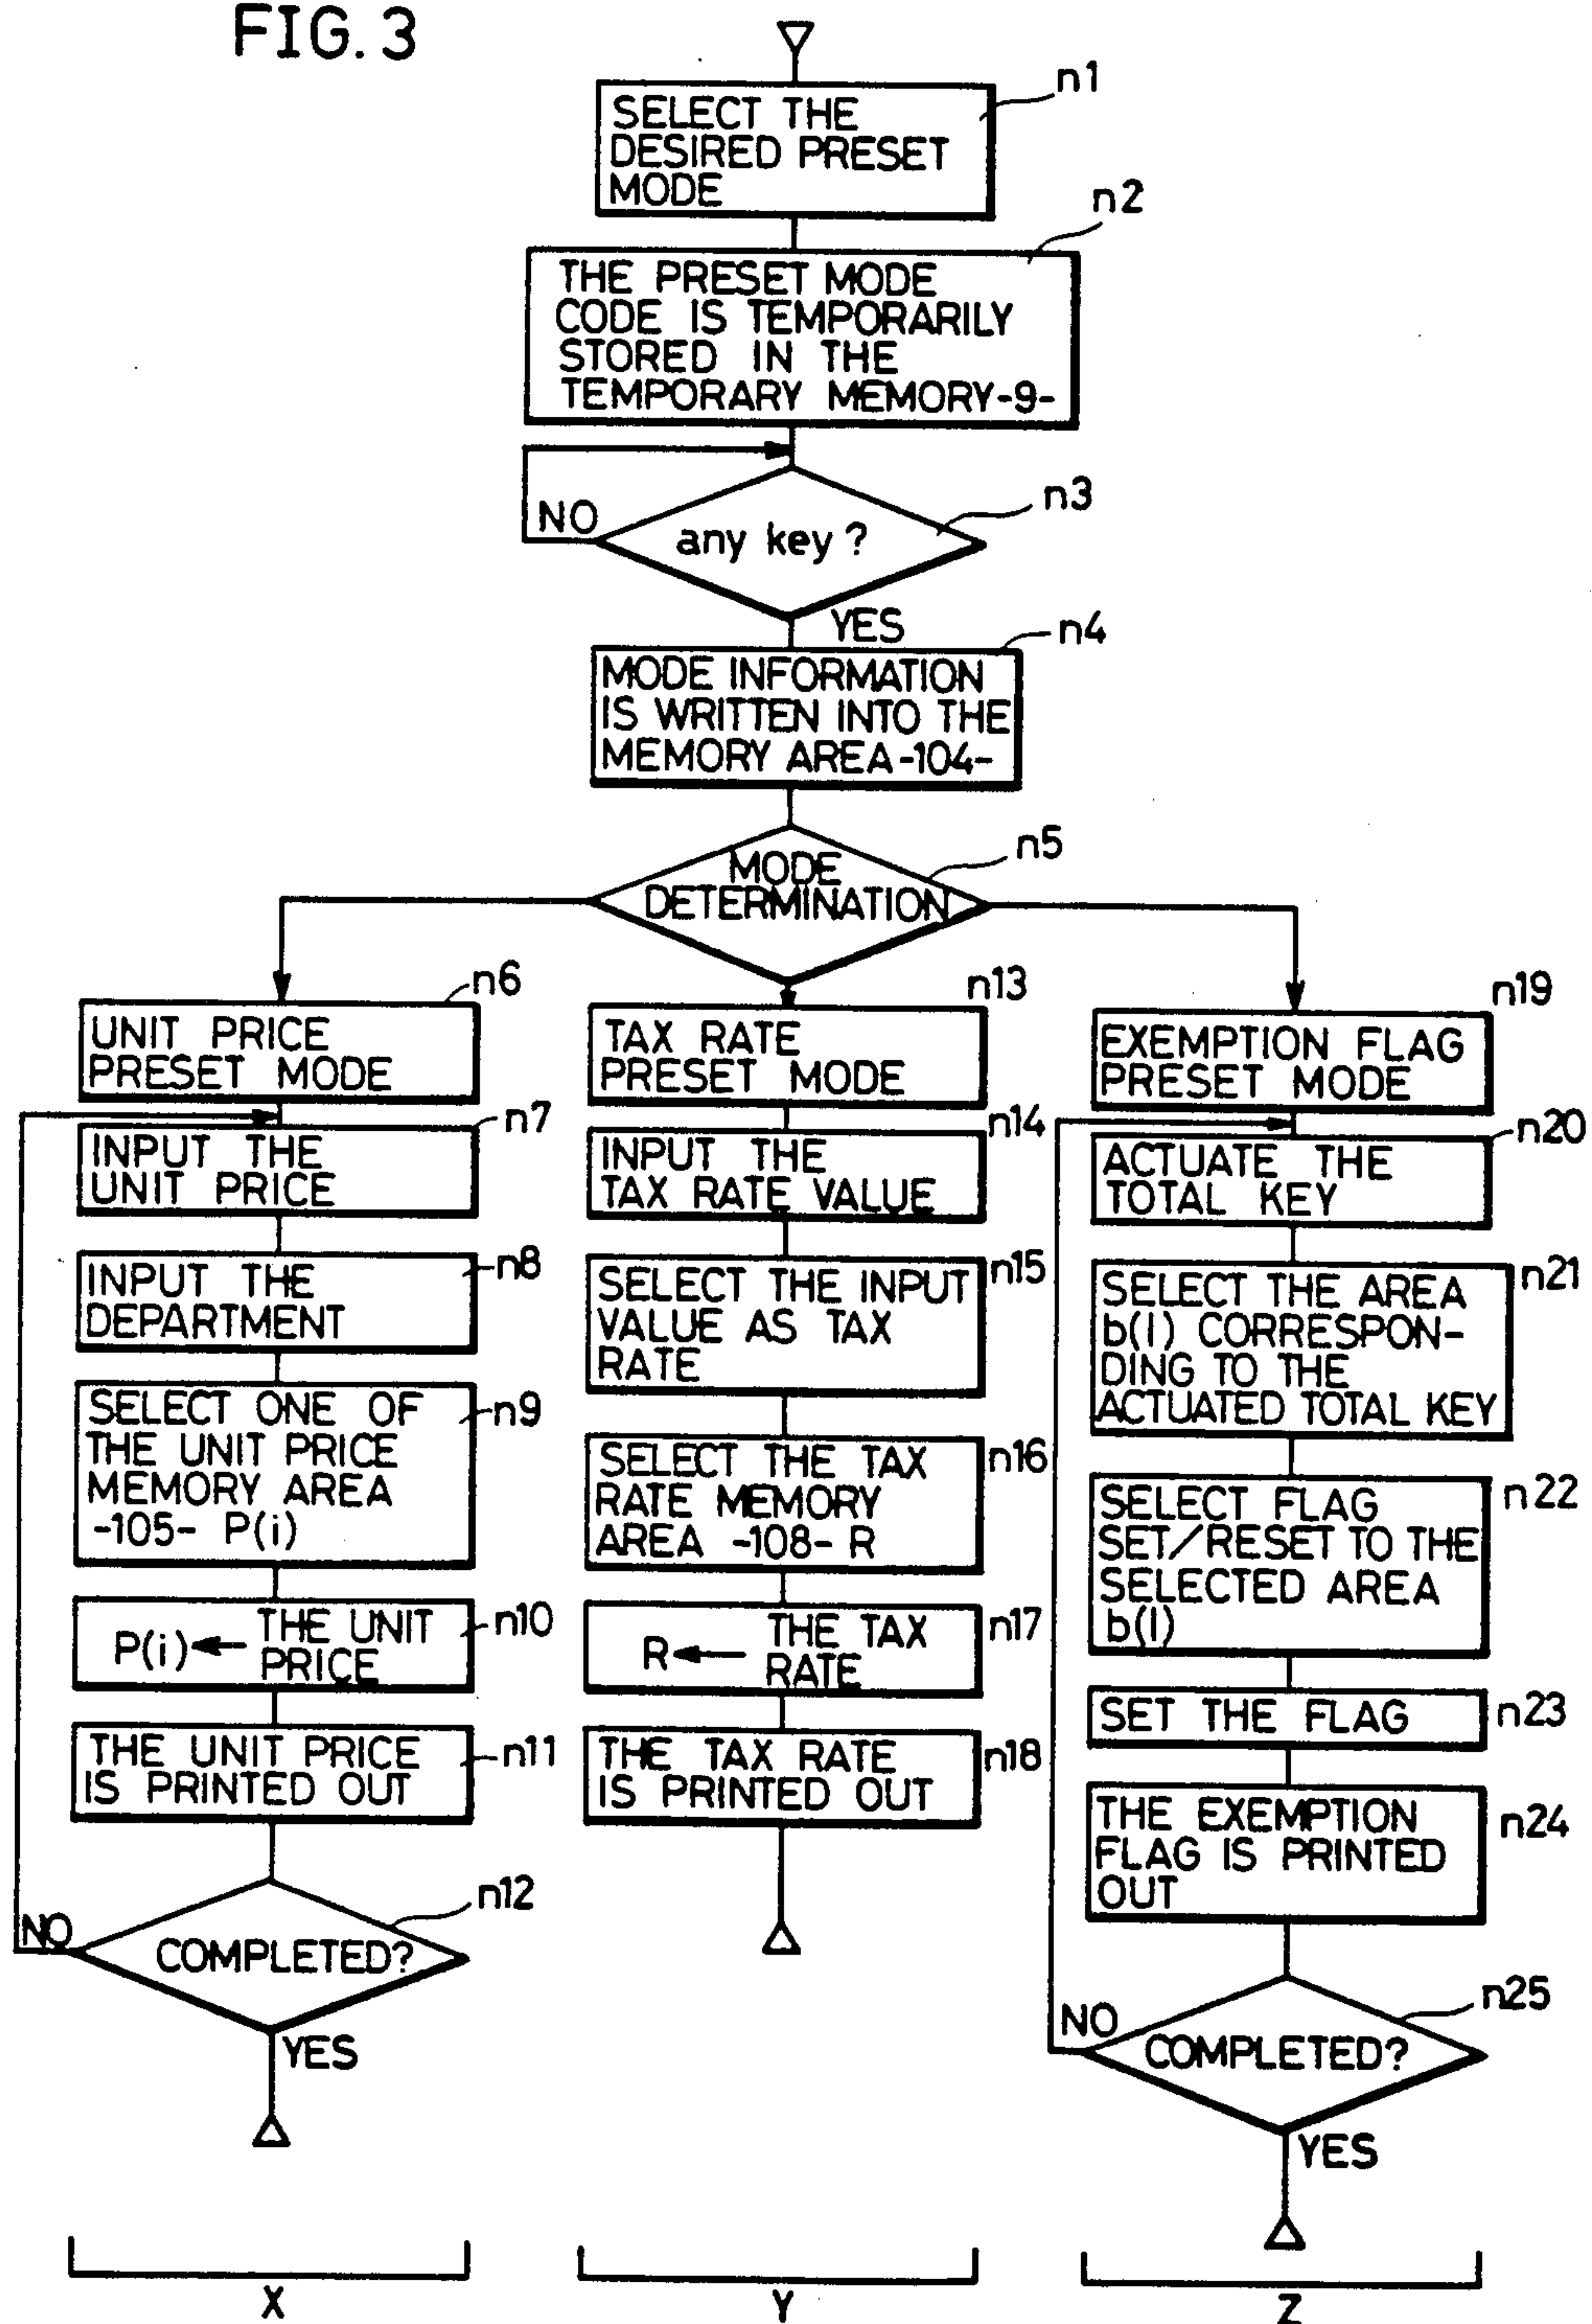 FIG. 3
n1
SELECT THE
DESIRED PRESET
MODE
n2
THE PRESET MODE
CODE IS TEMPORARILY
STORED IN THE
TEMPORARY MEMORY-9-
n3
NO
any key?
YES
n4
MODE INFORMATION
IS WRITTEN INTO THE
MEMORY AREA-104-
n5
MODE
DETERMINATION
n6
UNIT PRICE
PRESET MODE
n7
INPUT THE
UNIT PRICE
n8
INPUT THE
DEPARTMENT
n9
SELECT ONE OF
THE UNIT PRICE
MEMORY AREA
-105- P(i)
n10
P(i) ← THE UNIT
PRICE
n11
THE UNIT PRICE
IS PRINTED OUT
n12
NO
COMPLETED?
YES
n13
TAX RATE
PRESET MODE
n14
INPUT THE
TAX RATE VALUE
n15
SELECT THE INPUT
VALUE AS TAX
RATE
n16
SELECT THE TAX
RATE MEMORY
AREA -108- R
n17
R ← THE TAX
RATE
n18
THE TAX RATE
IS PRINTED OUT
n19
EXEMPTION FLAG
PRESET MODE
n20
ACTUATE THE
TOTAL KEY
n21
SELECT THE AREA
b(l) CORRESPON-
DING TO THE
ACTUATED TOTAL KEY
n22
SELECT FLAG
SET/RESET TO THE
SELECTED AREA
b(l)
n23
SET THE FLAG
n24
THE EXEMPTION
FLAG IS PRINTED
OUT
n25
NO
COMPLETED?
YES
X
Y
Z